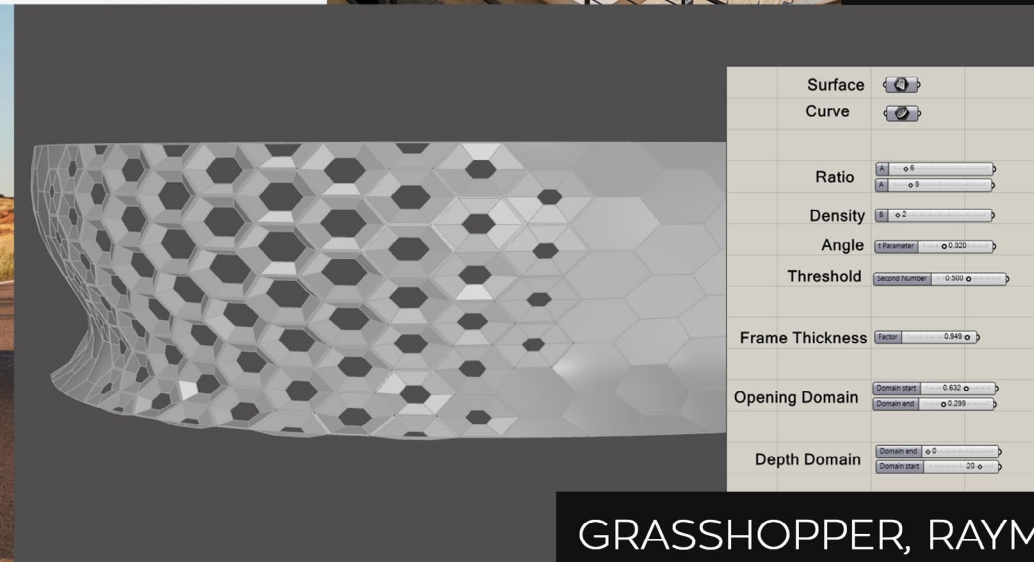 Surface
Curve
Ratio
A 6
A 9
Density
B 2
Angle
t Parameter 0.320
Threshold
Second Number 0.500
Frame Thickness
Factor 0.949
Opening Domain
Domain start 0.632
Domain end 0.299
Depth Domain
Domain end 0
Domain start 20
GRASSHOPPER, RAYM